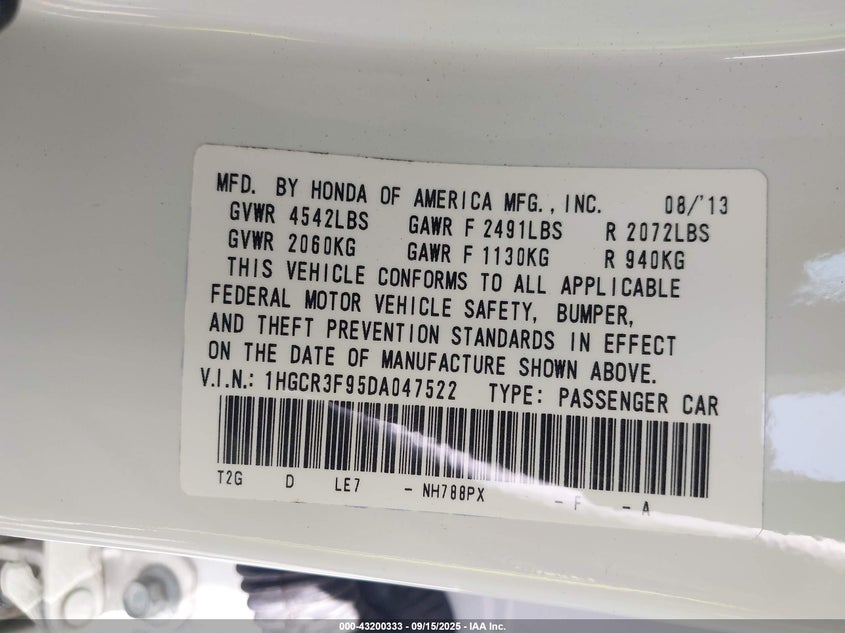 MFD. BY HONDA OF AMERICA MFG., INC. 08/'13
GVWR 4542LBS GAWR F 2491LBS R 2072LBS
GVWR 2060KG GAWR F 1130KG R 940KG
THIS VEHICLE CONFORMS TO ALL APPLICABLE
FEDERAL MOTOR VEHICLE SAFETY, BUMPER,
AND THEFT PREVENTION STANDARDS IN EFFECT
ON THE DATE OF MANUFACTURE SHOWN ABOVE.
V.I.N.: 1HGCR3F95DA047522 TYPE: PASSENGER CAR
T2G D LE7 - NH788PX - F - A
000-43200333 - 09/15/2025 - IAA Inc.